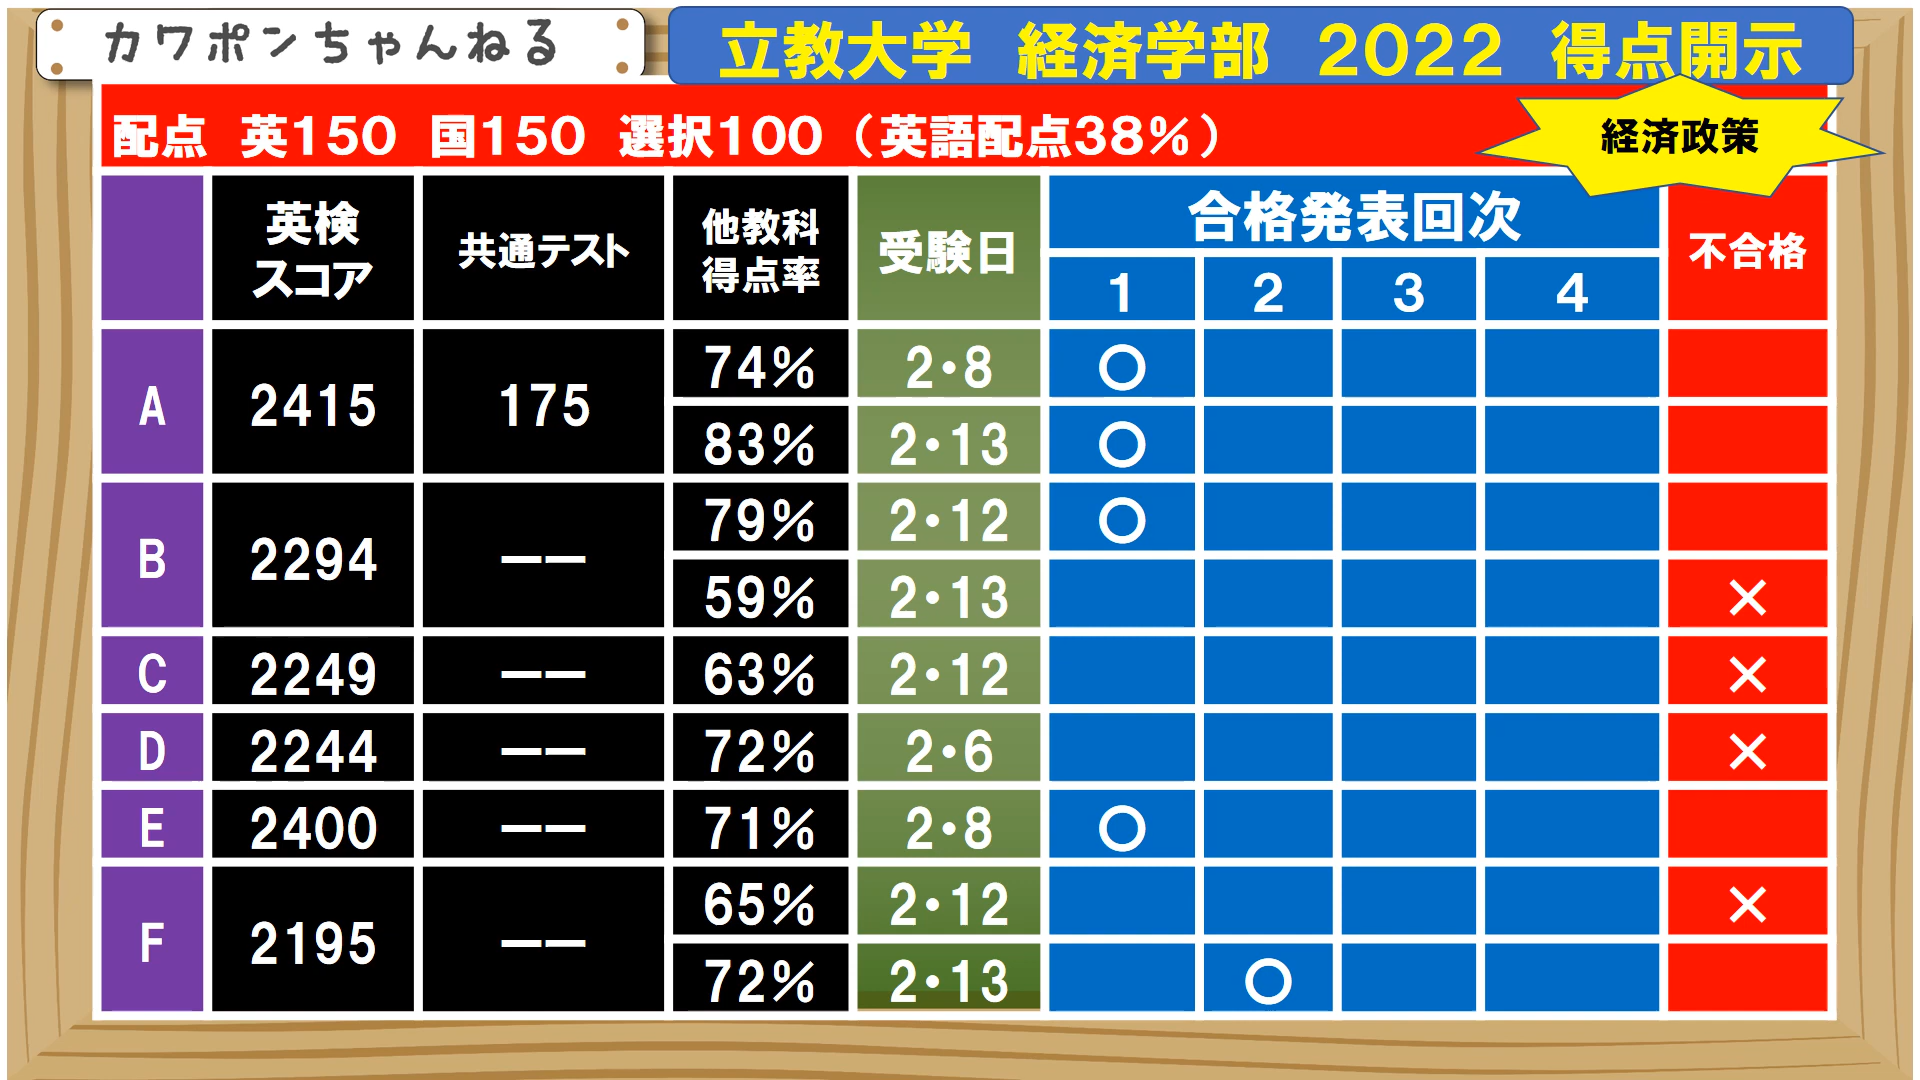 カワポンちゃんねる
立教大学 経済学部 2022 得点開示
配点 英150 国150 選択100（英語配点38%）
経済政策
英検
スコア
共通テスト
他教科
得点率
受験日
合格発表回次
不合格
1 2 3 4
A 2415 175 74% 2・8 〇
83% 2・13 〇
B 2294 ーー 79% 2・12 〇
59% 2・13 ×
C 2249 ーー 63% 2・12 ×
D 2244 ーー 72% 2・6 ×
E 2400 ーー 71% 2・8 〇
F 2195 ーー 65% 2・12 ×
72% 2・13 〇